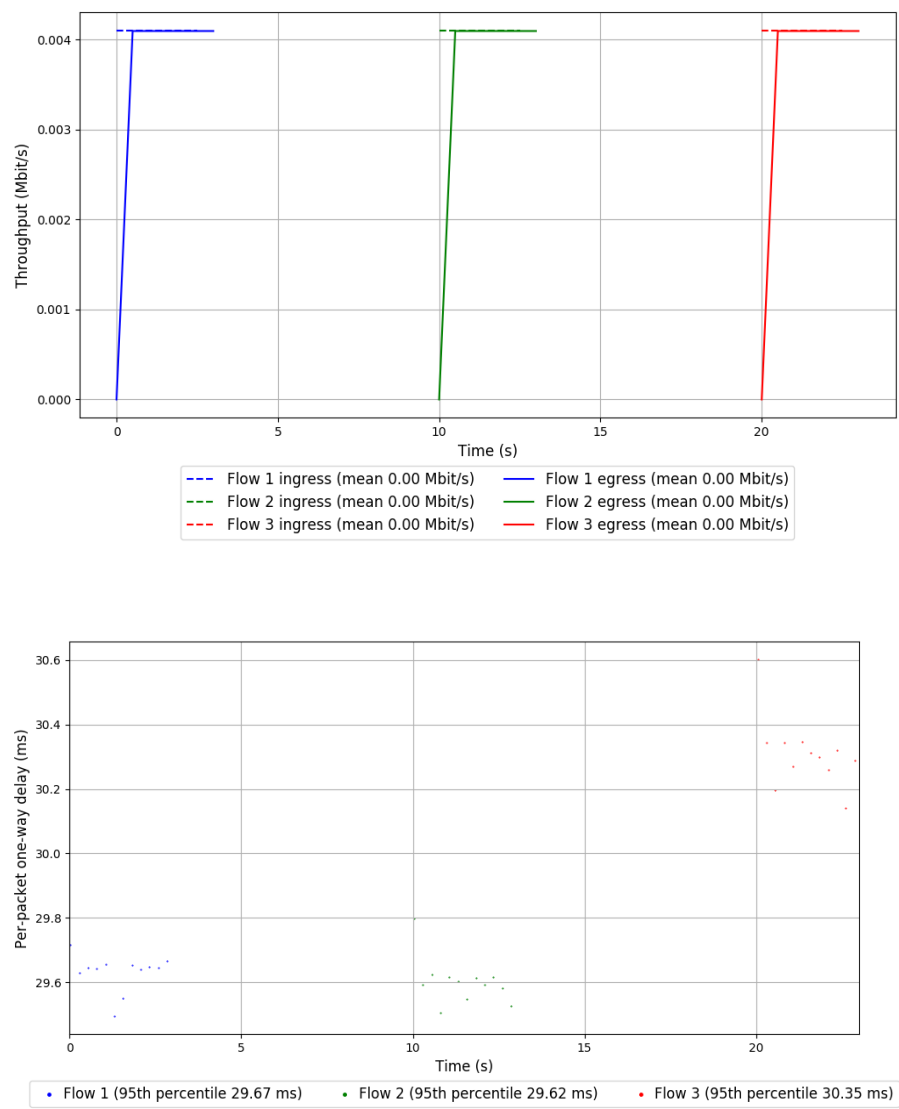 0.004
0.003
0.002
0.001
0.000
Throughput (Mbit/s)
0 5 10 15 20
Time (s)
Flow 1 ingress (mean 0.00 Mbit/s) Flow 1 egress (mean 0.00 Mbit/s)
Flow 2 ingress (mean 0.00 Mbit/s) Flow 2 egress (mean 0.00 Mbit/s)
Flow 3 ingress (mean 0.00 Mbit/s) Flow 3 egress (mean 0.00 Mbit/s)
30.6
30.4
30.2
30.0
29.8
29.6
Per-packet one-way delay (ms)
0 5 10 15 20
Time (s)
Flow 1 (95th percentile 29.67 ms) Flow 2 (95th percentile 29.62 ms) Flow 3 (95th percentile 30.35 ms)